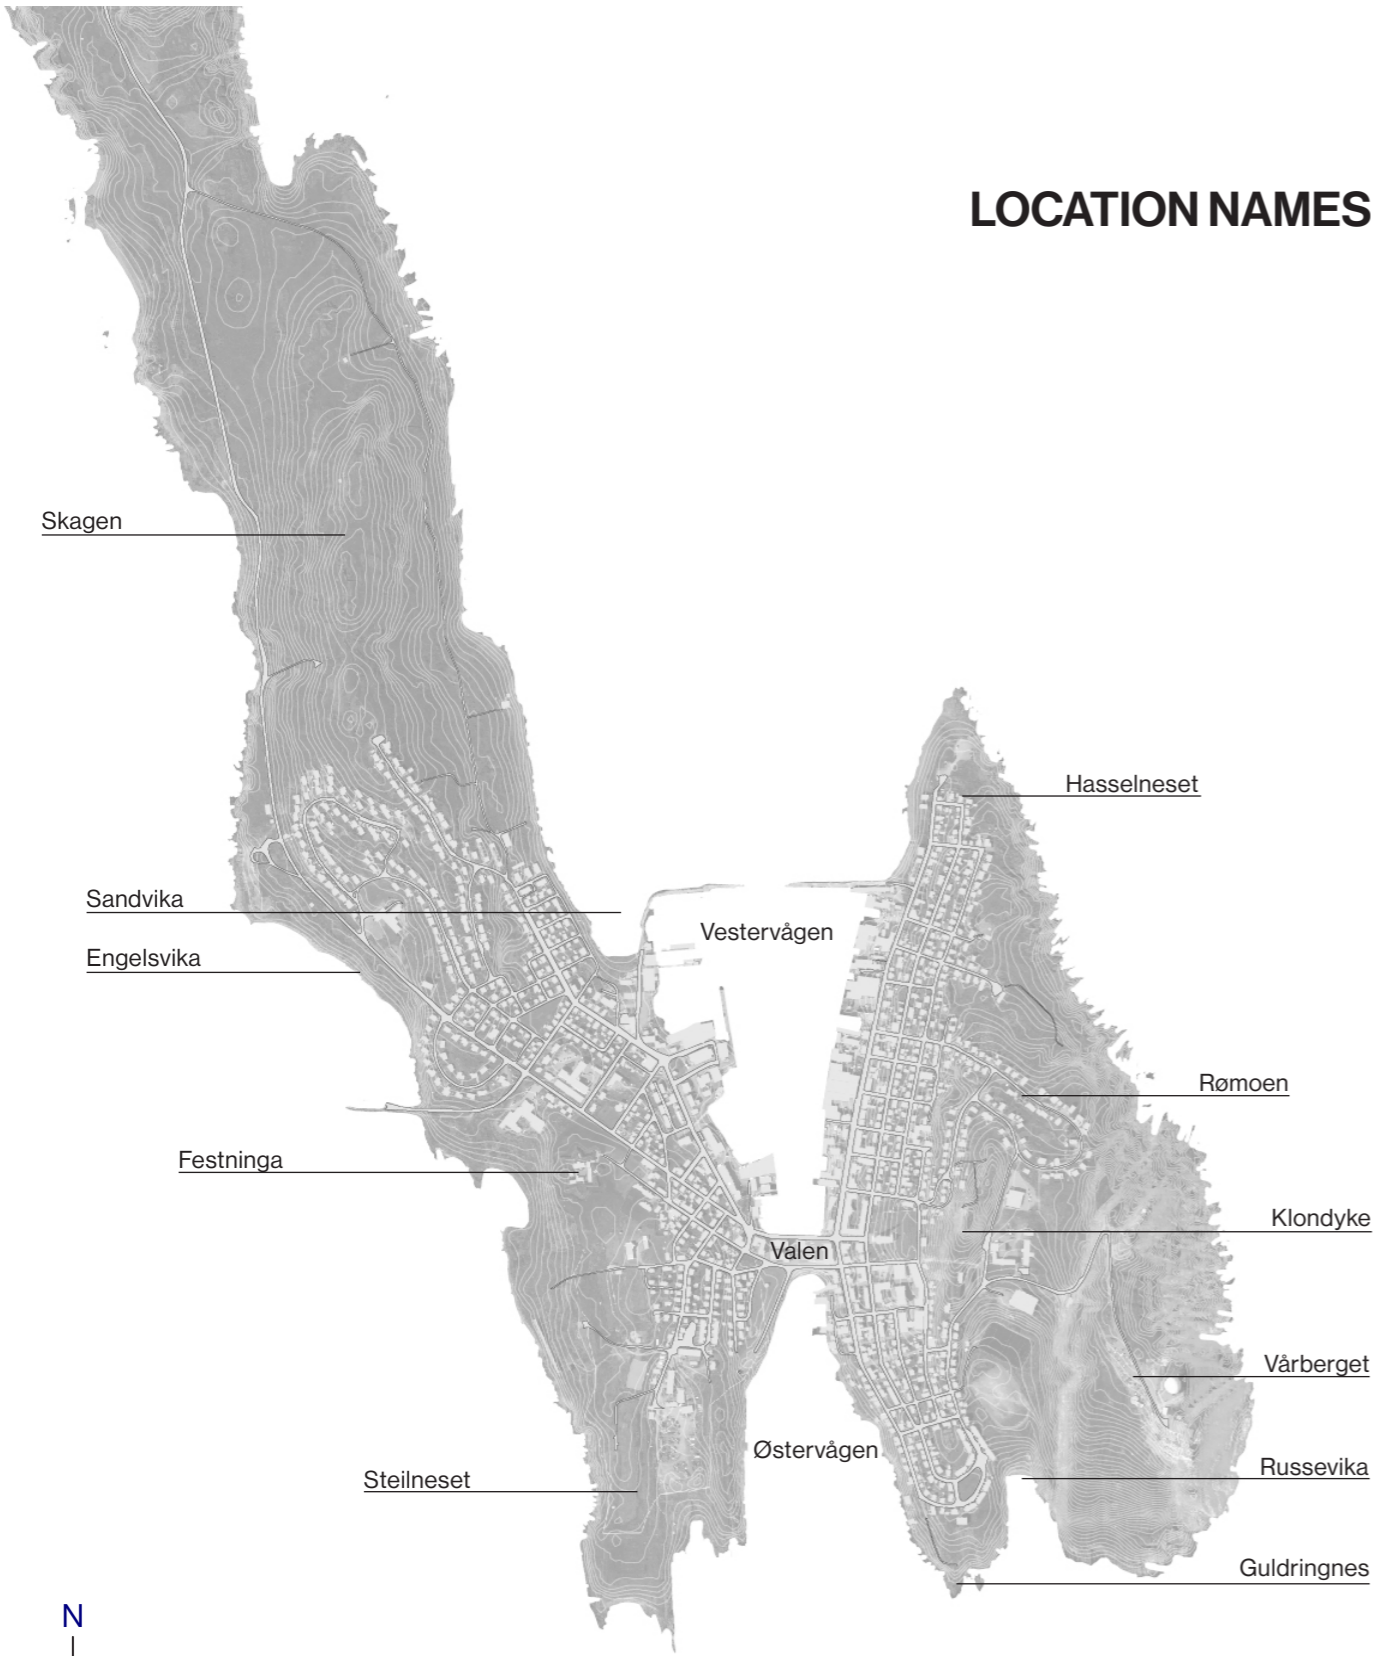 LOCATION NAMES
Skagen
Hasselneset
Sandvika
Vestervågen
Engelsvika
Rømoen
Festninga
Klondyke
Valen
Vårberget
Østervågen
Russevika
Steilneset
Guldringnes
N